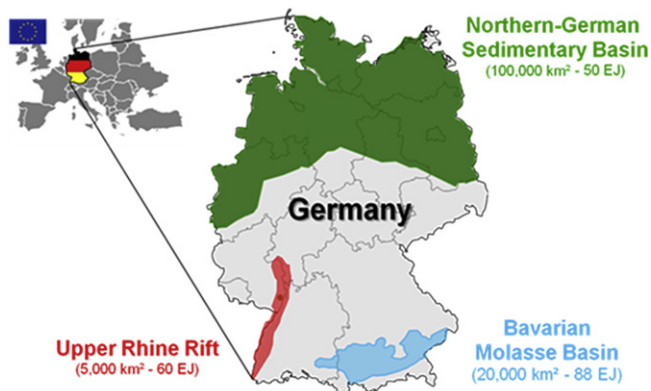 Northern-German
Sedimentary Basin
(100,000 km² - 50 EJ)
Germany
Upper Rhine Rift
(5,000 km² - 60 EJ)
Bavarian
Molasse Basin
(20,000 km² - 88 EJ)